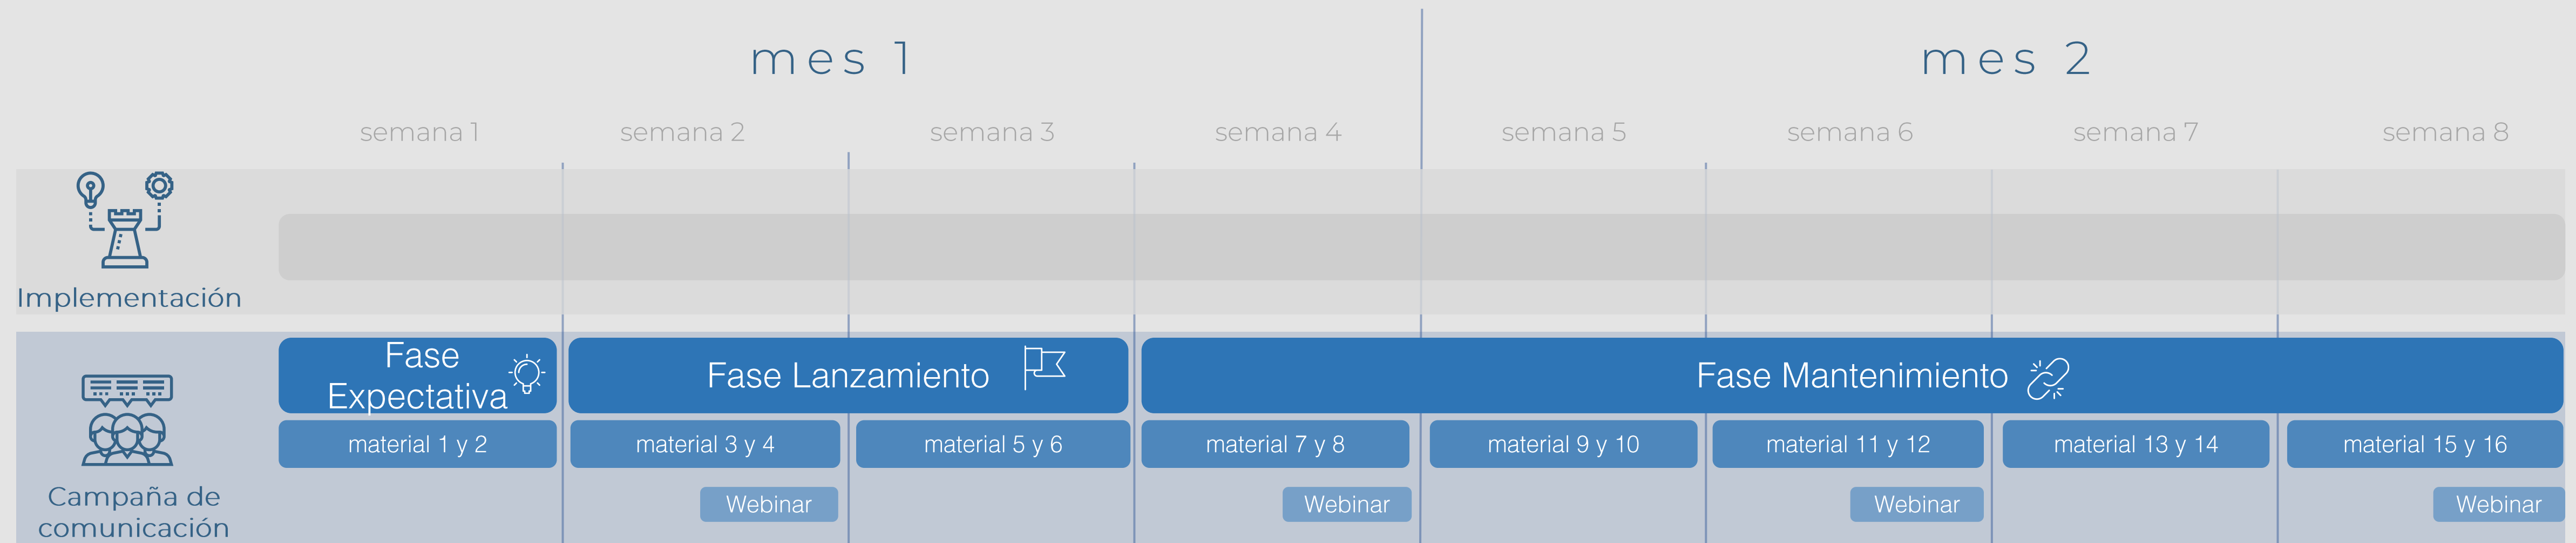 mes 1
mes 2
semana 1
semana 2
semana 3
semana 4
semana 5
semana 6
semana 7
semana 8
Implementación
Fase
Expectativa
Fase Lanzamiento
Fase Mantenimiento
material 1 y 2
material 3 y 4
material 5 y 6
material 7 y 8
material 9 y 10
material 11 y 12
material 13 y 14
material 15 y 16
Campaña de
comunicación
Webinar
Webinar
Webinar
Webinar